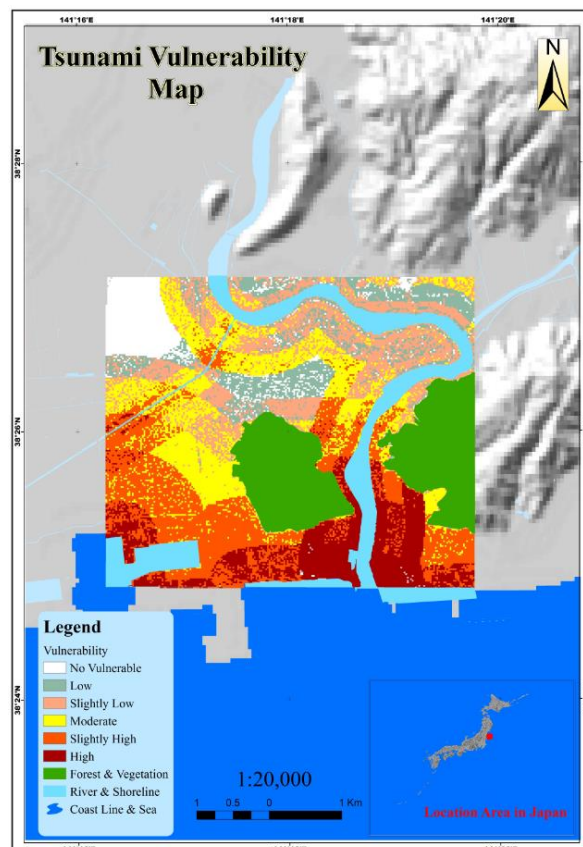 141°16'E 141°18'E 141°20'E
Tsunami Vulnerability
Map
N
38°28'N
38°26'N
38°24'N
Legend
Vulnerability
No Vulnerable
Low
Slightly Low
Moderate
Slightly High
High
Forest & Vegetation
River & Shoreline
Coast Line & Sea
1:20,000
1 0.5 0 1 Km
Location Area in Japan